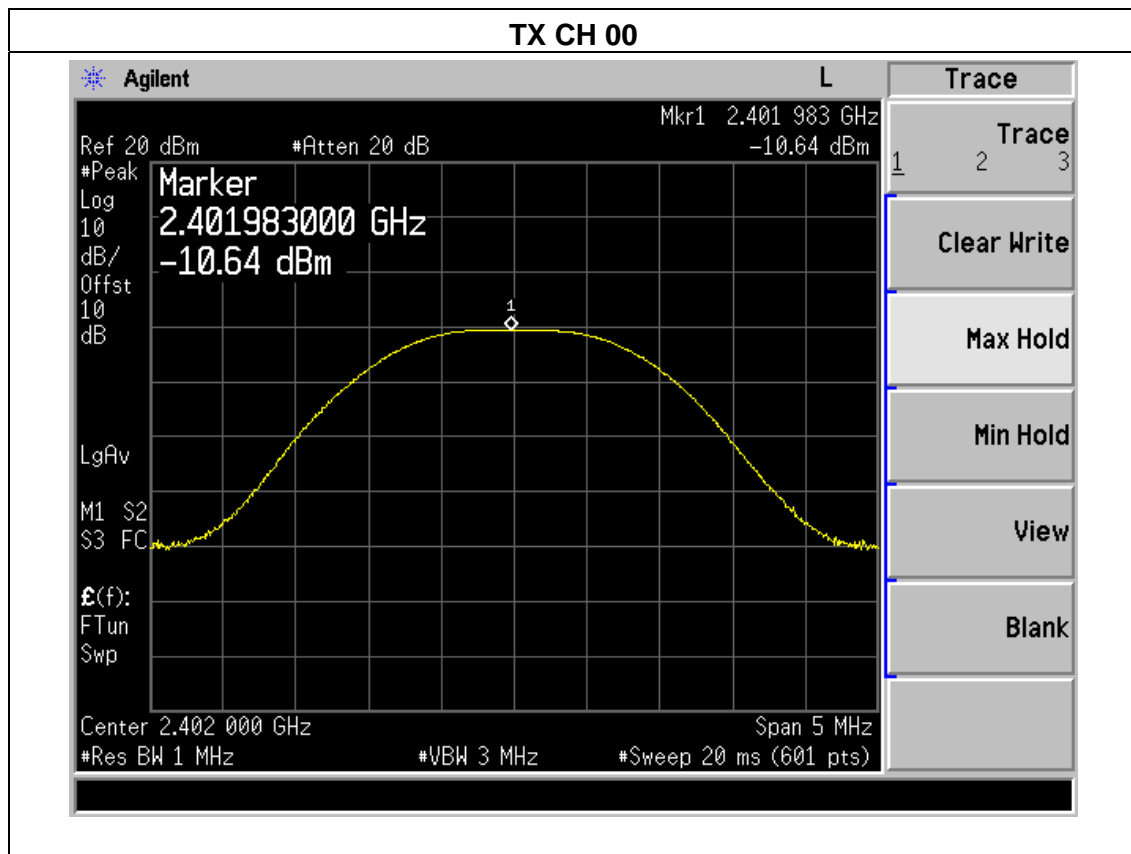 TX CH 00
Agilent L Trace
Mkr1 2.401 983 GHz
Ref 20 dBm #Atten 20 dB −10.64 dBm
#Peak
Log
10
dB/
Offst
10
dB
Marker
2.401983000 GHz
−10.64 dBm
1
LgAv
M1 S2
S3 FC
£(f):
FTun
Swp
Center 2.402 000 GHz Span 5 MHz
#Res BW 1 MHz #VBW 3 MHz #Sweep 20 ms (601 pts)
Trace
1 2 3
Clear Write
Max Hold
Min Hold
View
Blank